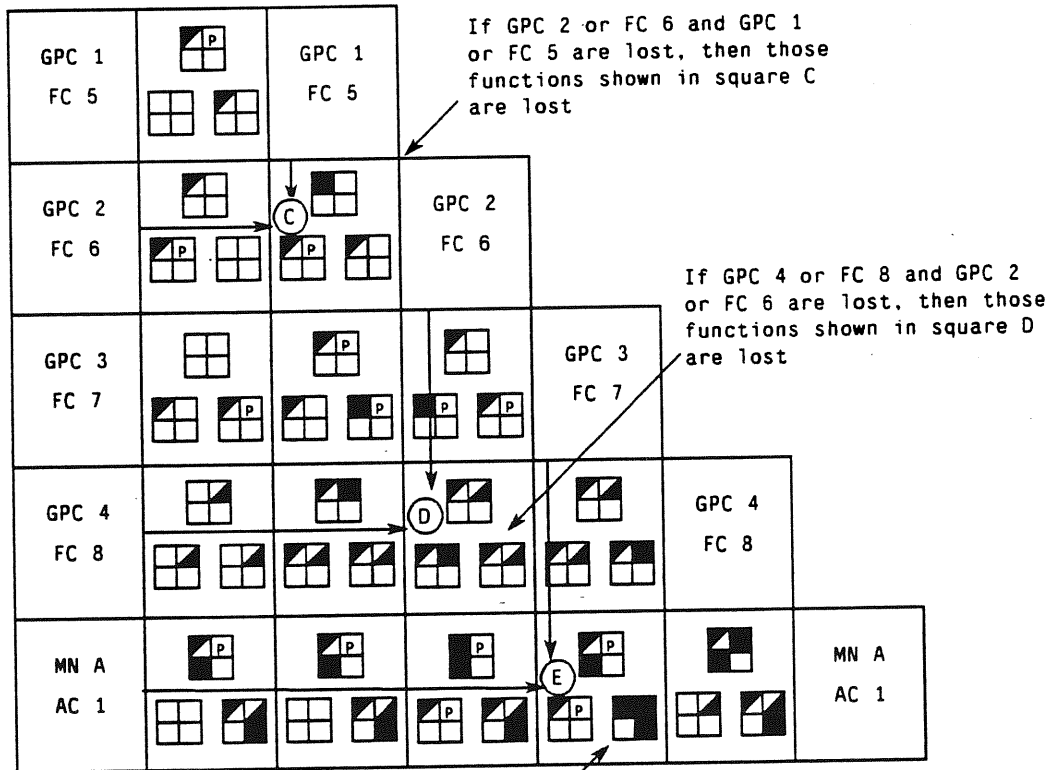 If GPC 2 or FC 6 and GPC 1
or FC 5 are lost, then those
functions shown in square C
are lost
GPC 1
FC 5
P
GPC 1
FC 5
GPC 2
FC 6
P
C
P
GPC 2
FC 6
If GPC 4 or FC 8 and GPC 2
or FC 6 are lost, then those
functions shown in square D
are lost
GPC 3
FC 7
P
P
P
P P
GPC 3
FC 7
GPC 4
FC 8
D
GPC 4
FC 8
MN A
AC 1
P
P
P
P
E
P
P
MN A
AC 1